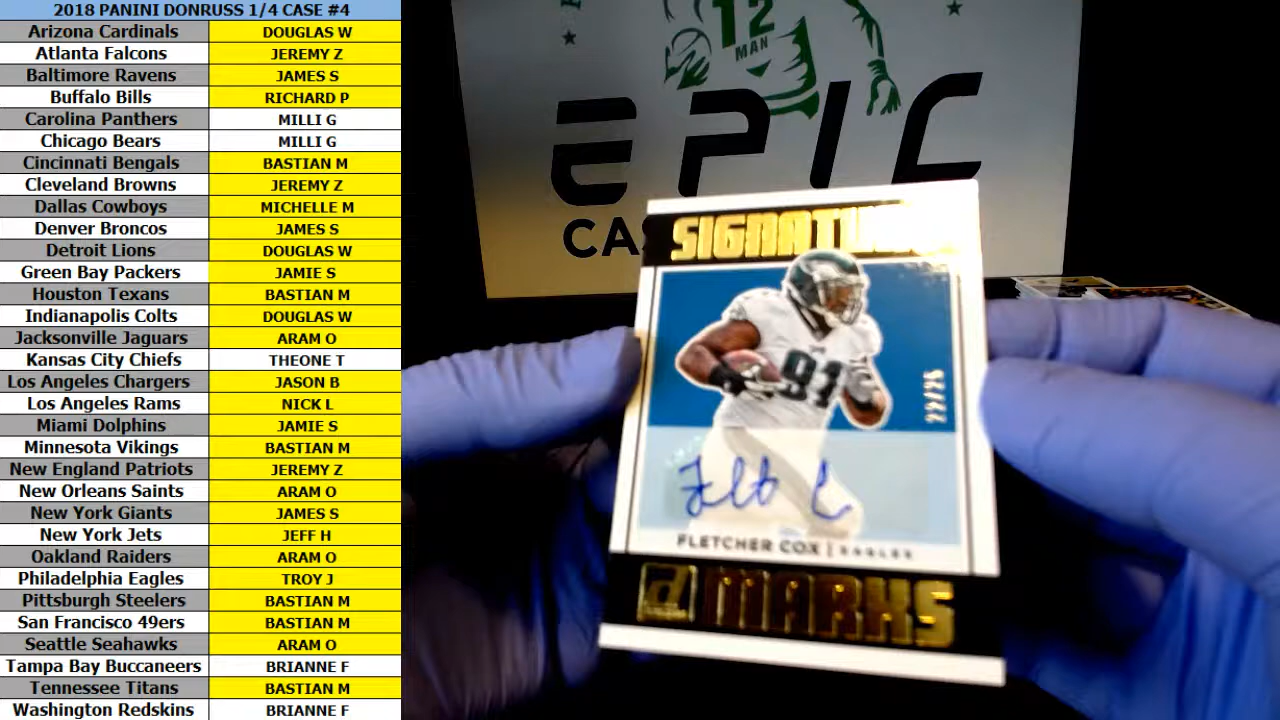 2018 PANINI DONRUSS 1/4 CASE #4
Arizona Cardinals DOUGLAS W
Atlanta Falcons JEREMY Z
Baltimore Ravens JAMES S
Buffalo Bills RICHARD P
Carolina Panthers MILLI G
Chicago Bears MILLI G
Cincinnati Bengals BASTIAN M
Cleveland Browns JEREMY Z
Dallas Cowboys MICHELLE M
Denver Broncos JAMES S
Detroit Lions DOUGLAS W
Green Bay Packers JAMIE S
Houston Texans BASTIAN M
Indianapolis Colts DOUGLAS W
Jacksonville Jaguars ARAM O
Kansas City Chiefs THEONE T
Los Angeles Chargers JASON B
Los Angeles Rams NICK L
Miami Dolphins JAMIE S
Minnesota Vikings BASTIAN M
New England Patriots JEREMY Z
New Orleans Saints ARAM O
New York Giants JAMES S
New York Jets JEFF H
Oakland Raiders ARAM O
Philadelphia Eagles TROY J
Pittsburgh Steelers BASTIAN M
San Francisco 49ers BASTIAN M
Seattle Seahawks ARAM O
Tampa Bay Buccaneers BRIANNE F
Tennessee Titans BASTIAN M
Washington Redskins BRIANNE F
12
MAN
EPIC
CA
SIGNATU
91
22/25
FLETCHER COX | EAGLES
d MARKS